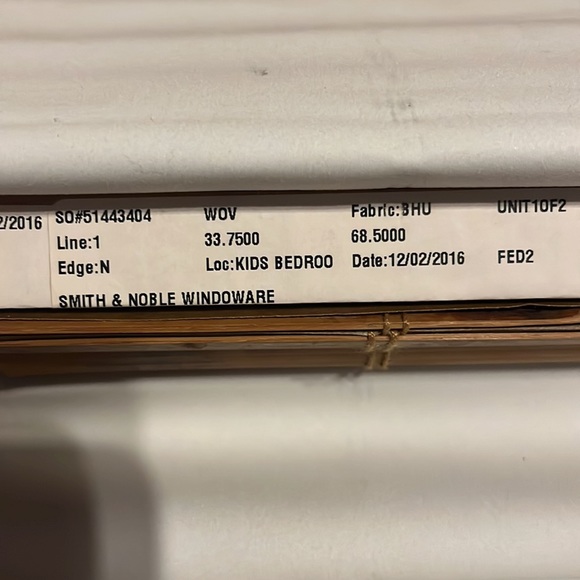 2/2016 SO#51443404 WOV Fabric:BHU UNIT1OF2
Line:1 33.7500 68.5000
Edge:N Loc:KIDS BEDROO Date:12/02/2016 FED2
SMITH & NOBLE WINDOWARE